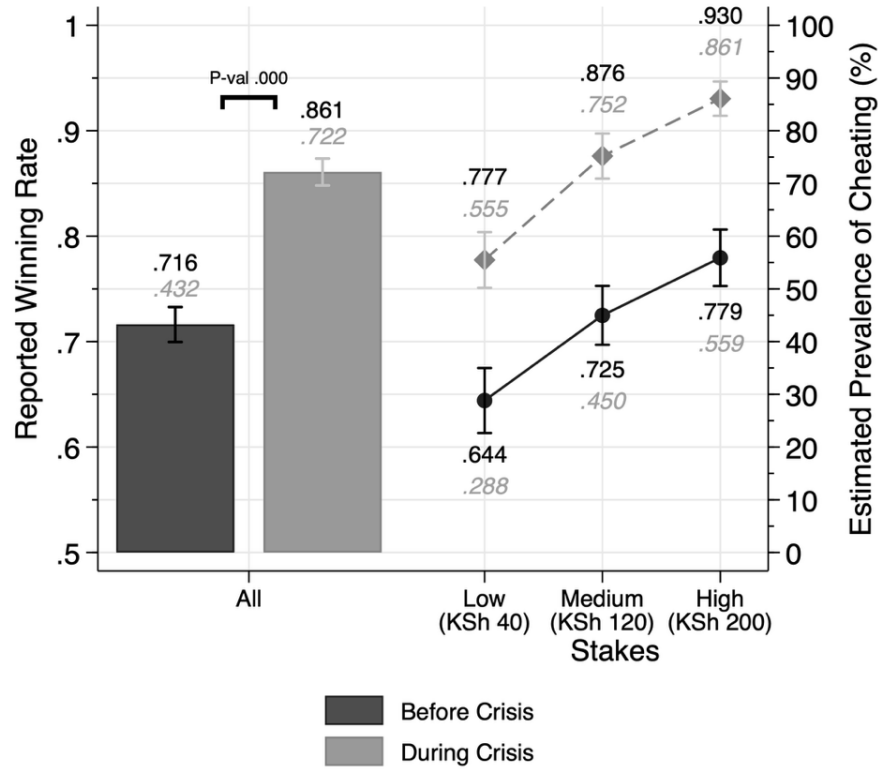 Reported Winning Rate
1
.9
.8
.7
.6
.5
P-val .000
.716
.432
.861
.722
.777
.555
.876
.752
.930
.861
.644
.288
.725
.450
.779
.559
100
90
80
70
60
50
40
30
20
10
0
Estimated Prevalence of Cheating (%)
All
Low
(KSh 40)
Medium
(KSh 120)
High
(KSh 200)
Stakes
Before Crisis
During Crisis